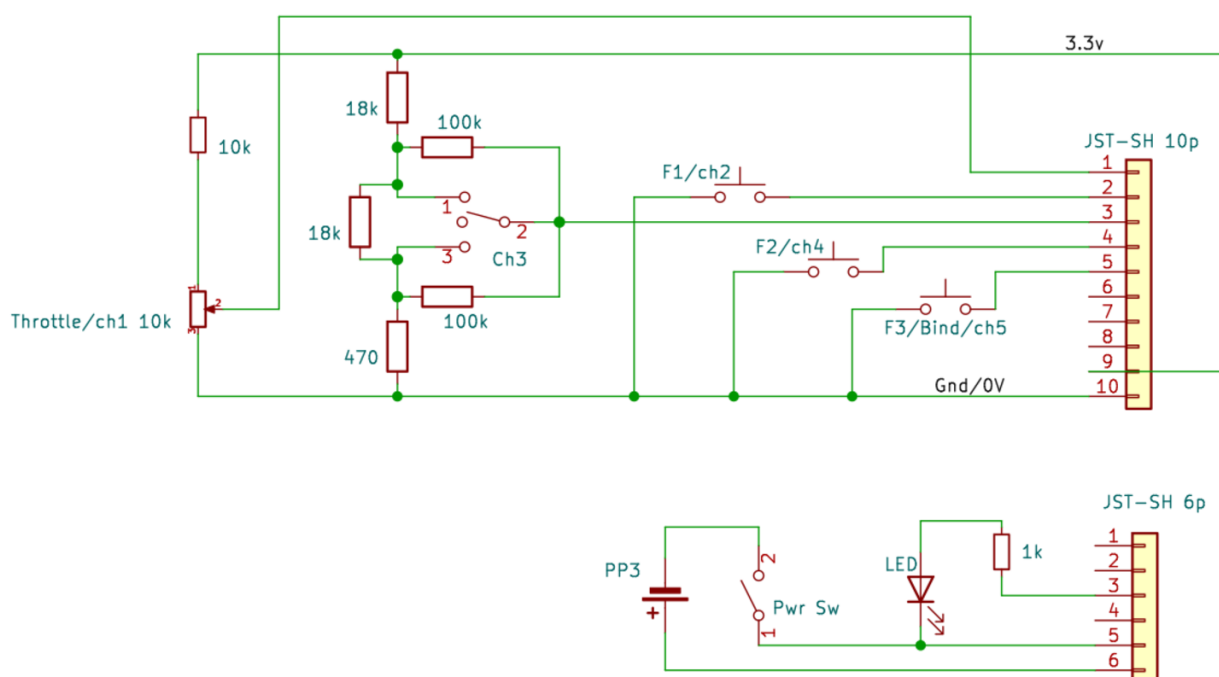 3.3v
18k
100k
10k
JST-SH 10p
1
F1/ch2
2
1
3
2
18k
F2/ch4
4
3
Ch3
5
1
6
2
100k
Throttle/ch1 10k
7
3
F3/Bind/ch5
470
8
9
Gnd/0V
10
JST-SH 6p
1
2
1k
LED
PP3
2
3
+
Pwr Sw
4
1
5
6